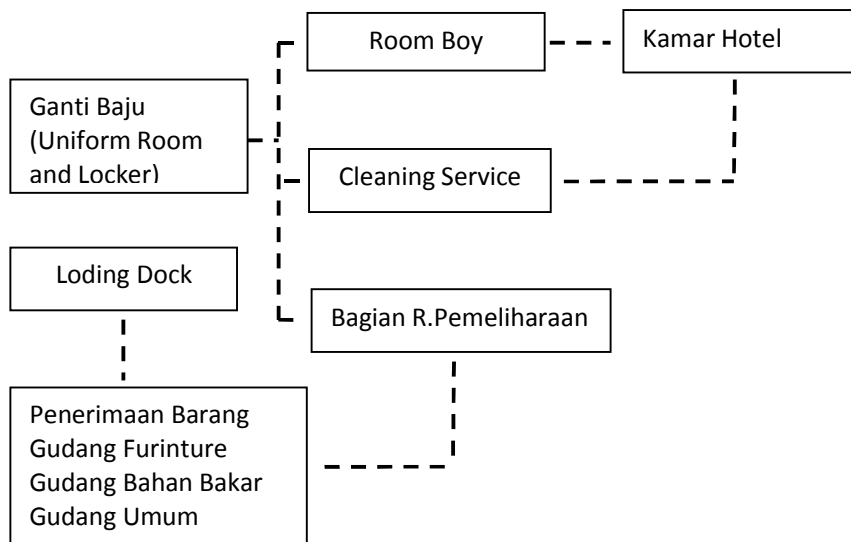 Room Boy
Kamar Hotel
Ganti Baju
(Uniform Room
and Locker)
Cleaning Service
Loding Dock
Bagian R.Pemeliharaan
Penerimaan Barang
Gudang Furinture
Gudang Bahan Bakar
Gudang Umum